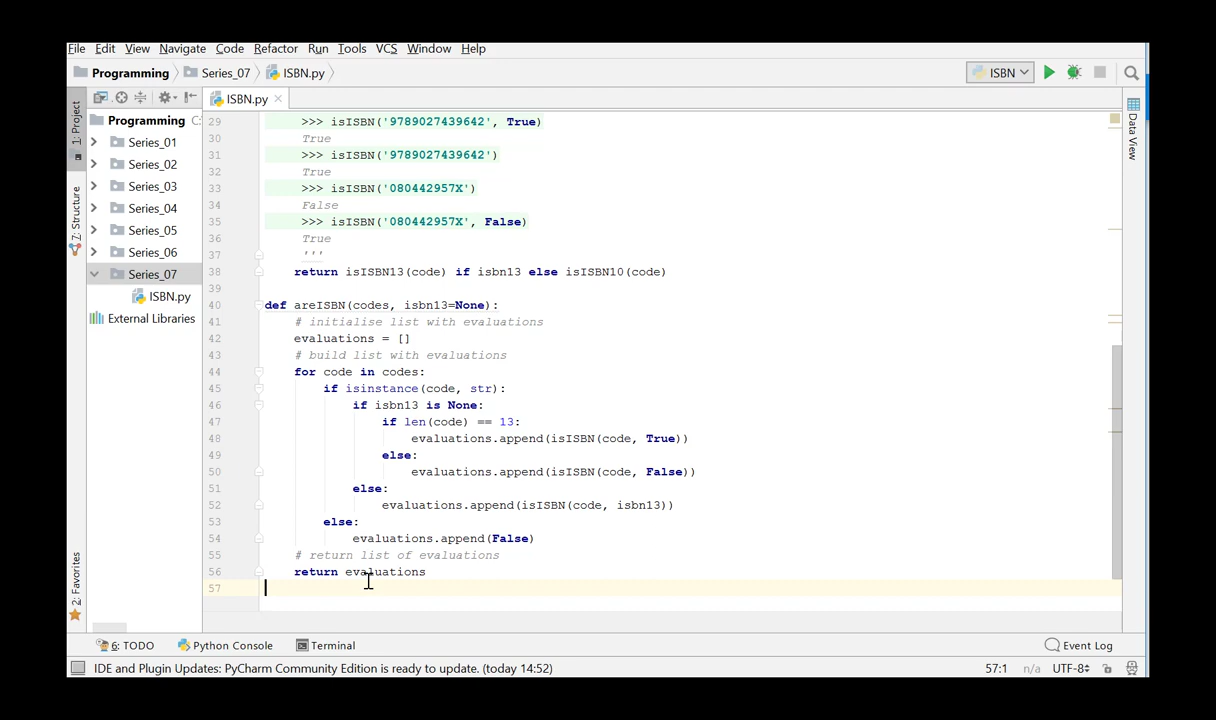 File Edit View Navigate Code Refactor Run Tools VCS Window Help
Programming Series_07 ISBN.py ISBN
ISBN.py
1: Project
7: Structure
2: Favorites
Data View
Programming C:
Series_01
Series_02
Series_03
Series_04
Series_05
Series_06
Series_07
ISBN.py
External Libraries
29 >>> isISBN('9789027439642', True)
30 True
31 >>> isISBN('9789027439642')
32 True
33 >>> isISBN('080442957X')
34 False
35 >>> isISBN('080442957X', False)
36 True
37 '''
38 return isISBN13(code) if isbn13 else isISBN10(code)
39
40 def areISBN(codes, isbn13=None):
41 # initialise list with evaluations
42 evaluations = []
43 # build list with evaluations
44 for code in codes:
45 if isinstance(code, str):
46 if isbn13 is None:
47 if len(code) == 13:
48 evaluations.append(isISBN(code, True))
49 else:
50 evaluations.append(isISBN(code, False))
51 else:
52 evaluations.append(isISBN(code, isbn13))
53 else:
54 evaluations.append(False)
55 # return list of evaluations
56 return evaluations
57
6: TODO Python Console Terminal Event Log
IDE and Plugin Updates: PyCharm Community Edition is ready to update. (today 14:52) 57:1 n/a UTF-8